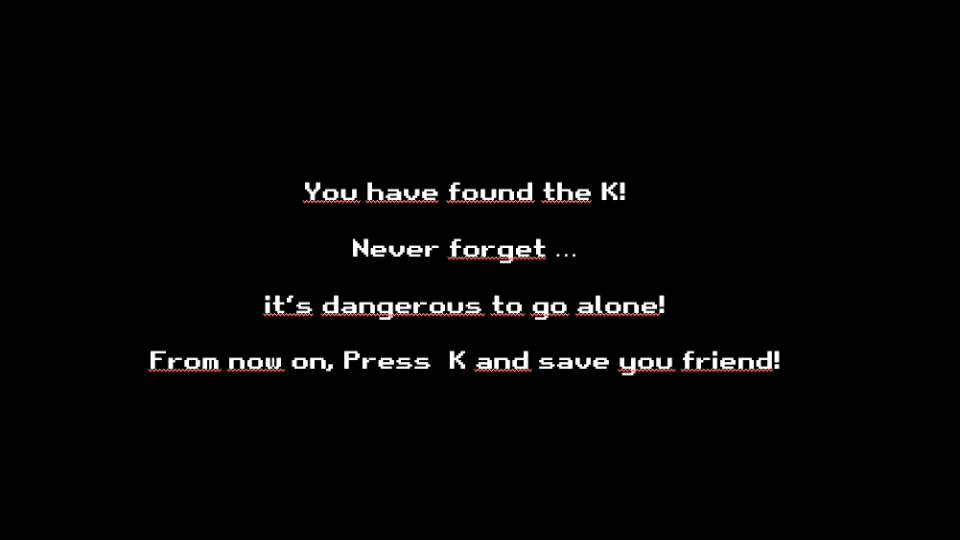 You have found the K!
Never forget ...
it's dangerous to go alone!
From now on, Press  K and save you friend!